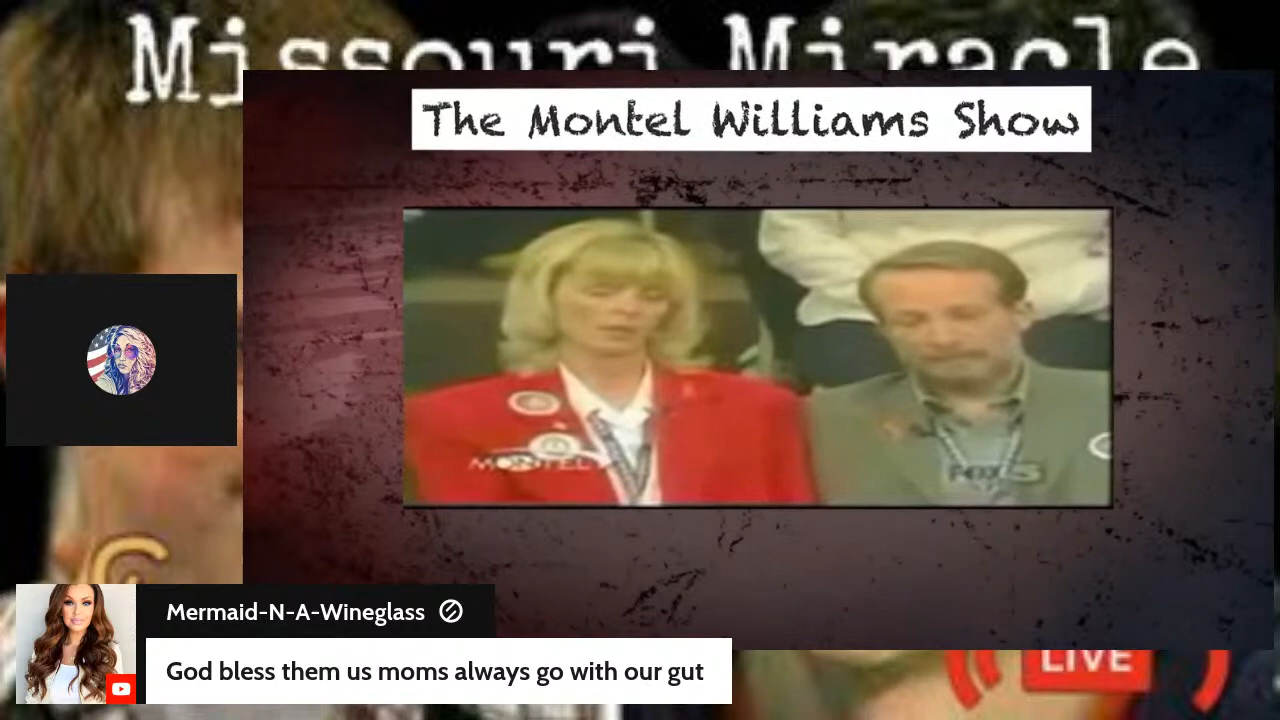 Missouri Miracle
The Montel Williams Show
MONTEL
FOX 5
Mermaid-N-A-Wineglass
God bless them us moms always go with our gut
LIVE